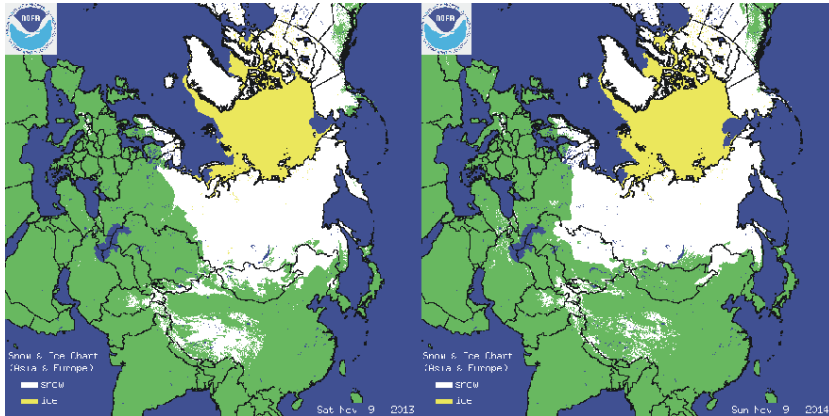 NOAA
Snow & Ice Chart
(Asia & Europe)
SNOW
ICE
Sat Nov 9 2013
NOAA
Snow & Ice Chart
(Asia & Europe)
SNOW
ICE
Sun Nov 9 2014